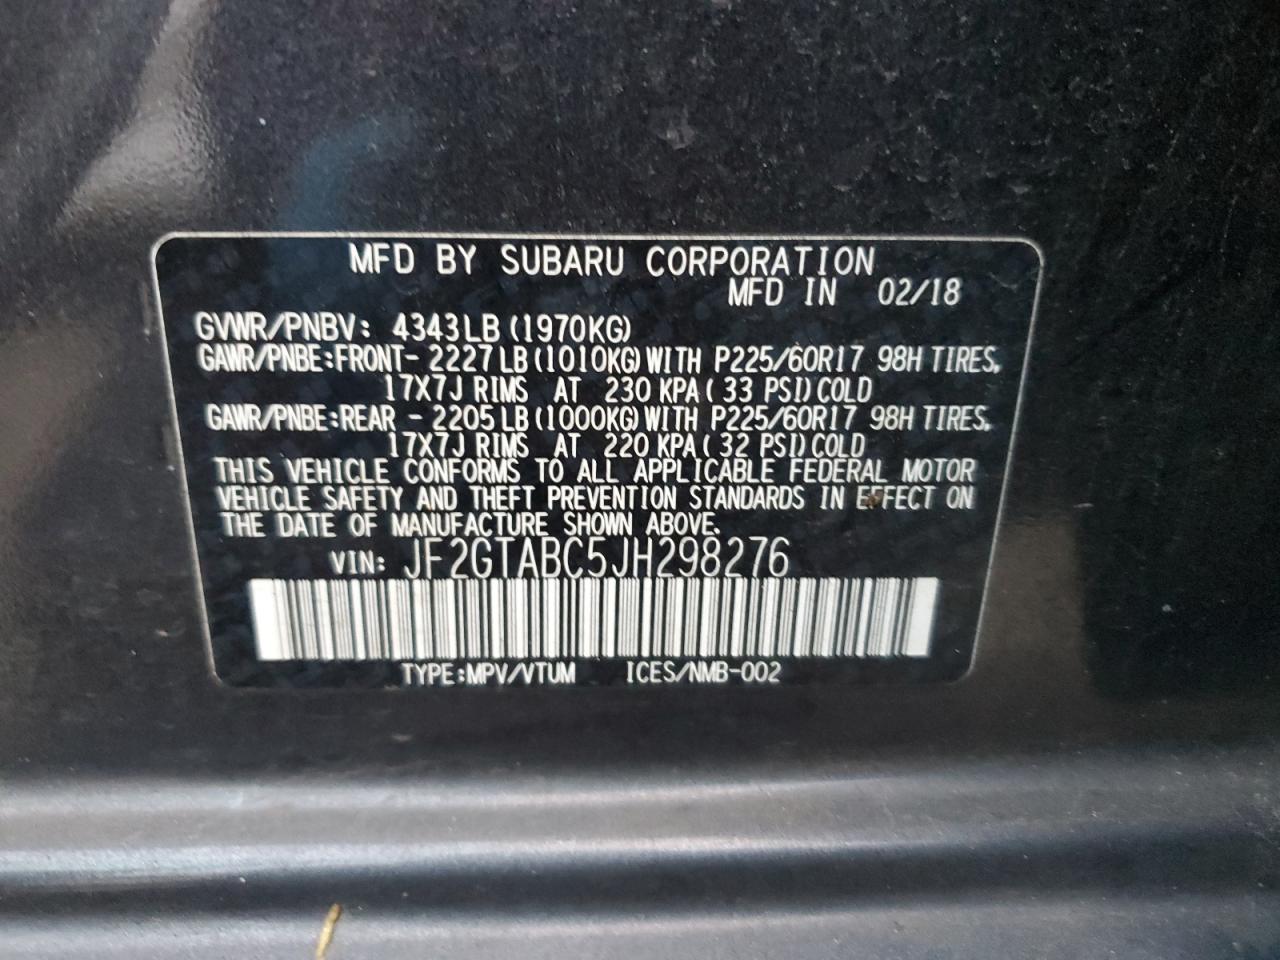 MFD BY SUBARU CORPORATION
MFD IN 02/18
GVWR/PNBV: 4343LB (1970KG)
GAWR/PNBE:FRONT- 2227LB (1010KG) WITH P225/60R17 98H TIRES,
17X7J RIMS AT 230 KPA ( 33 PSI) COLD
GAWR/PNBE:REAR - 2205LB (1000KG) WITH P225/60R17 98H TIRES,
17X7J RIMS AT 220 KPA ( 32 PSI) COLD
THIS VEHICLE CONFORMS TO ALL APPLICABLE FEDERAL MOTOR
VEHICLE SAFETY AND THEFT PREVENTION STANDARDS IN EFFECT ON
THE DATE OF MANUFACTURE SHOWN ABOVE.
VIN: JF2GTABC5JH298276
TYPE:MPV/VTUM ICES/NMB-002